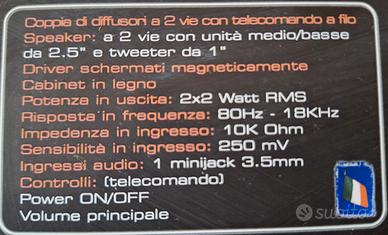 Coppia di diffusori a 2 vie con telecomando a filo
Speaker: a 2 vie con unità medio/basse
da 2.5" e tweeter da 1"
Driver schermati magneticamente
Cabinet in legno
Potenza in uscita: 2x2 Watt RMS
Risposta in frequenza: 80Hz - 18KHz
Impedenza in ingresso: 10K Ohm
Sensibilità in ingresso: 250 mV
Ingressi audio: 1 minijack 3.5mm
Controlli: (telecomando)
Power ON/OFF
Volume principale
subito